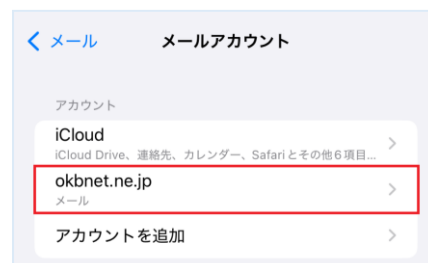 メール メールアカウント
アカウント
iCloud
iCloud Drive、連絡先、カレンダー、Safariとその他6項目...
okbnet.ne.jp
メール
アカウントを追加